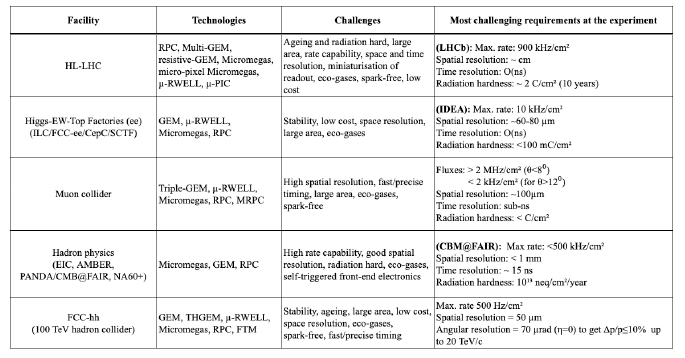 Facility
Technologies
Challenges
Most challenging requirements at the experiment
HL-LHC
RPC, Multi-GEM,
resistive-GEM, Micromegas,
micro-pixel Micromegas,
μ-RWELL, μ-PIC
Ageing and radiation hard, large
area, rate capability, space and time
resolution, miniaturisation of
readout, eco-gases, spark-free, low
cost
(LHCb): Max. rate: 900 kHz/cm²
Spatial resolution: ~ cm
Time resolution: O(ns)
Radiation hardness: ~ 2 C/cm² (10 years)
Higgs-EW-Top Factories (ee)
(ILC/FCC-ee/CepC/SCTF)
GEM, μ-RWELL,
Micromegas, RPC
Stability, low cost, space resolution,
large area, eco-gases
(IDEA): Max. rate: 10 kHz/cm²
Spatial resolution: ~60-80 μm
Time resolution: O(ns)
Radiation hardness: <100 mC/cm²
Muon collider
Triple-GEM, μ-RWELL,
Micromegas, RPC, MRPC
High spatial resolution, fast/precise
timing, large area, eco-gases,
spark-free
Fluxes: > 2 MHz/cm² (θ<8⁰)
< 2 kHz/cm² (for θ>12⁰)
Spatial resolution: ~100μm
Time resolution: sub-ns
Radiation hardness: < C/cm²
Hadron physics
(EIC, AMBER,
PANDA/CMB@FAIR, NA60+)
Micromegas, GEM, RPC
High rate capability, good spatial
resolution, radiation hard, eco-gases,
self-triggered front-end electronics
(CBM@FAIR): Max rate: <500 kHz/cm²
Spatial resolution: < 1 mm
Time resolution: ~ 15 ns
Radiation hardness: neq/cm²/year
FCC-hh
(100 TeV hadron collider)
GEM, THGEM, μ-RWELL,
Micromegas, RPC, FTM
Stability, ageing, large area, low cost,
space resolution, eco-gases,
spark-free, fast/precise timing
Max. rate 500 Hz/cm²
Spatial resolution = 50 μm
Angular resolution = 70 μrad (η=0) to get Δp/p≤10% up
to 20 TeV/c